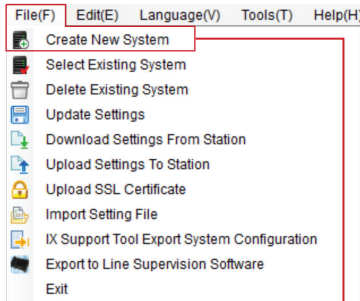 File(F) Edit(E) Language(V) Tools(T) Help(H)
Create New System
Select Existing System
Delete Existing System
Update Settings
Download Settings From Station
Upload Settings To Station
Upload SSL Certificate
Import Setting File
IX Support Tool Export System Configuration
Export to Line Supervision Software
Exit